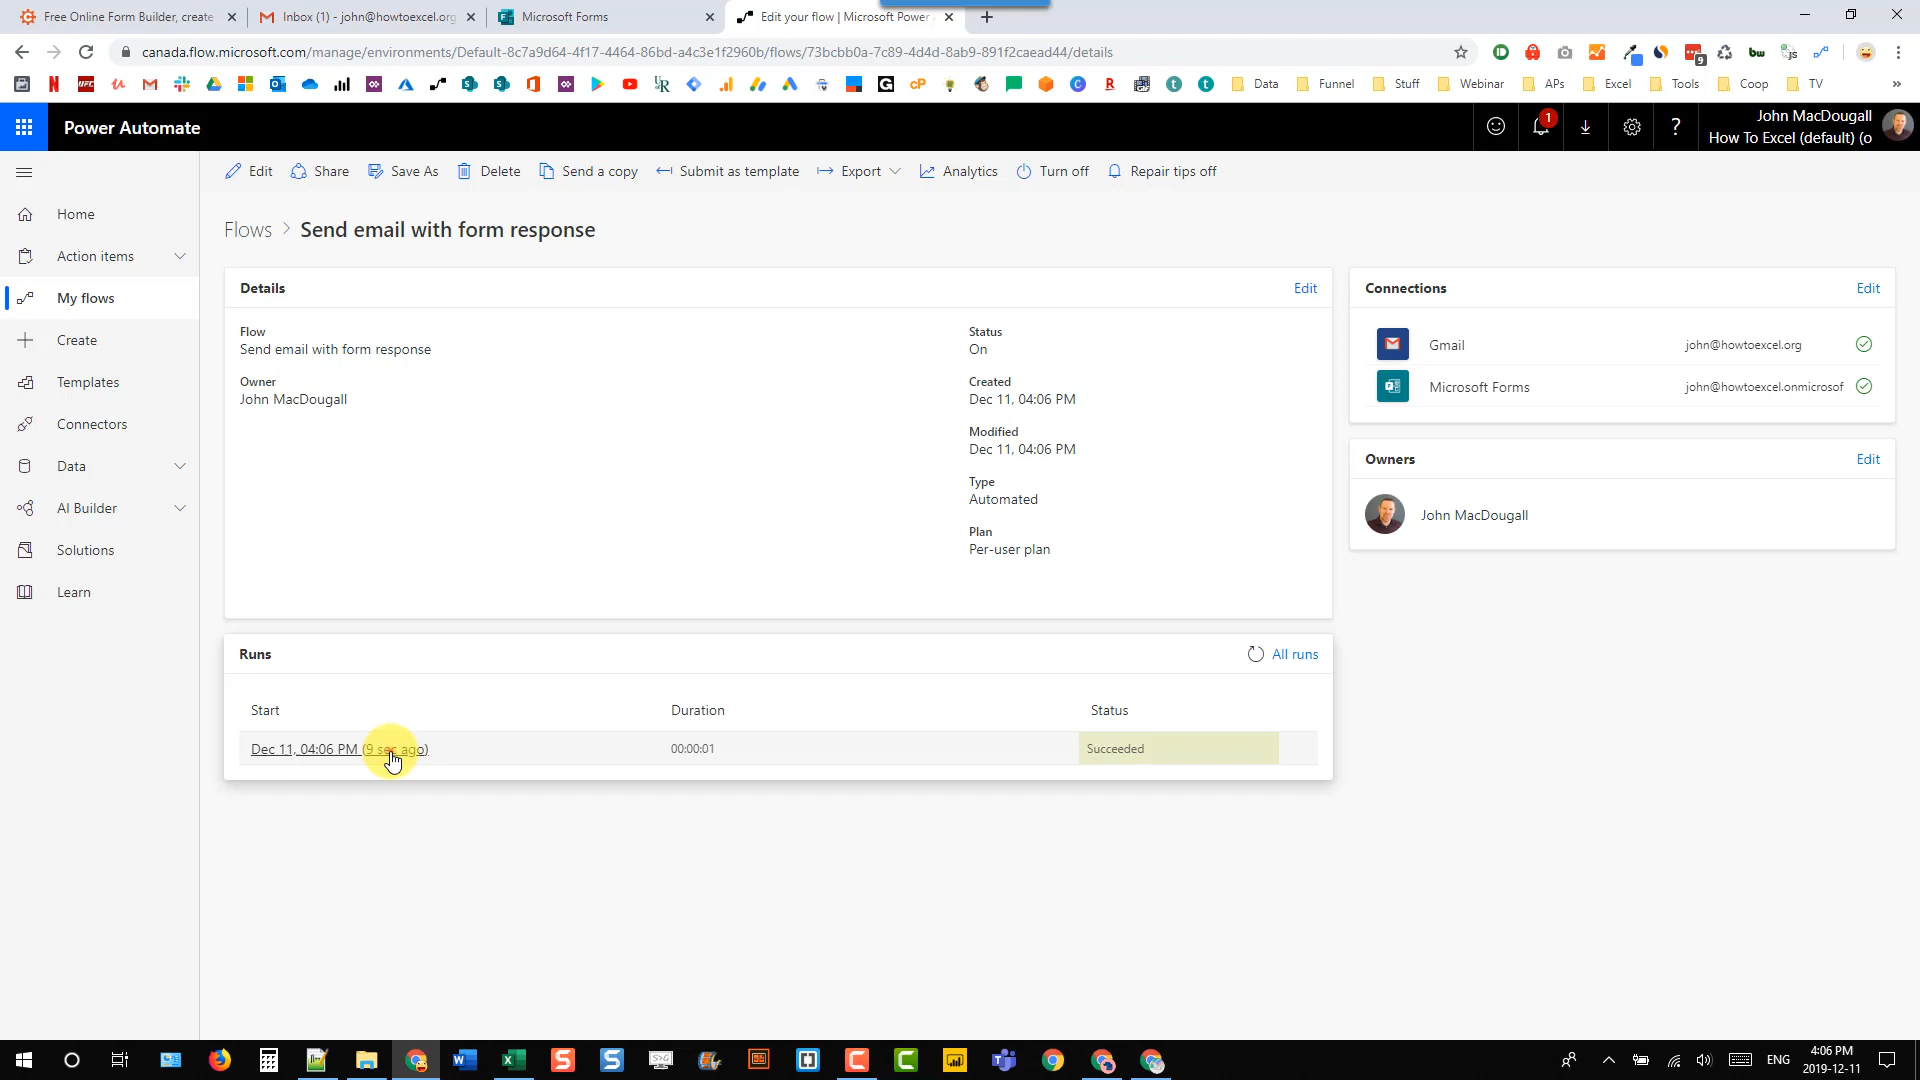 Free Online Form Builder, create
Inbox (1) - john@howtoexcel.org
Microsoft Forms
Edit your flow | Microsoft Power
canada.flow.microsoft.com/manage/environments/Default-8c7a9d64-4f17-4464-86bd-a4c3e1f2960b/flows/73bcbb0a-7c89-4d4d-8ab9-891f2caead44/details
Data
Funnel
Stuff
Webinar
APs
Excel
Tools
Coop
TV
Power Automate
1
John MacDougall
How To Excel (default) (o
Edit
Share
Save As
Delete
Send a copy
Submit as template
Export
Analytics
Turn off
Repair tips off
Home
Action items
My flows
Create
Templates
Connectors
Data
AI Builder
Solutions
Learn
Flows > Send email with form response
Details
Edit
Flow
Send email with form response
Owner
John MacDougall
Status
On
Created
Dec 11, 04:06 PM
Modified
Dec 11, 04:06 PM
Type
Automated
Plan
Per-user plan
Connections
Edit
Gmail
john@howtoexcel.org
Microsoft Forms
john@howtoexcel.onmicrosof
Owners
Edit
John MacDougall
Runs
All runs
Start
Duration
Status
Dec 11, 04:06 PM (9 sec ago)
00:00:01
Succeeded
ENG
4:06 PM
2019-12-11